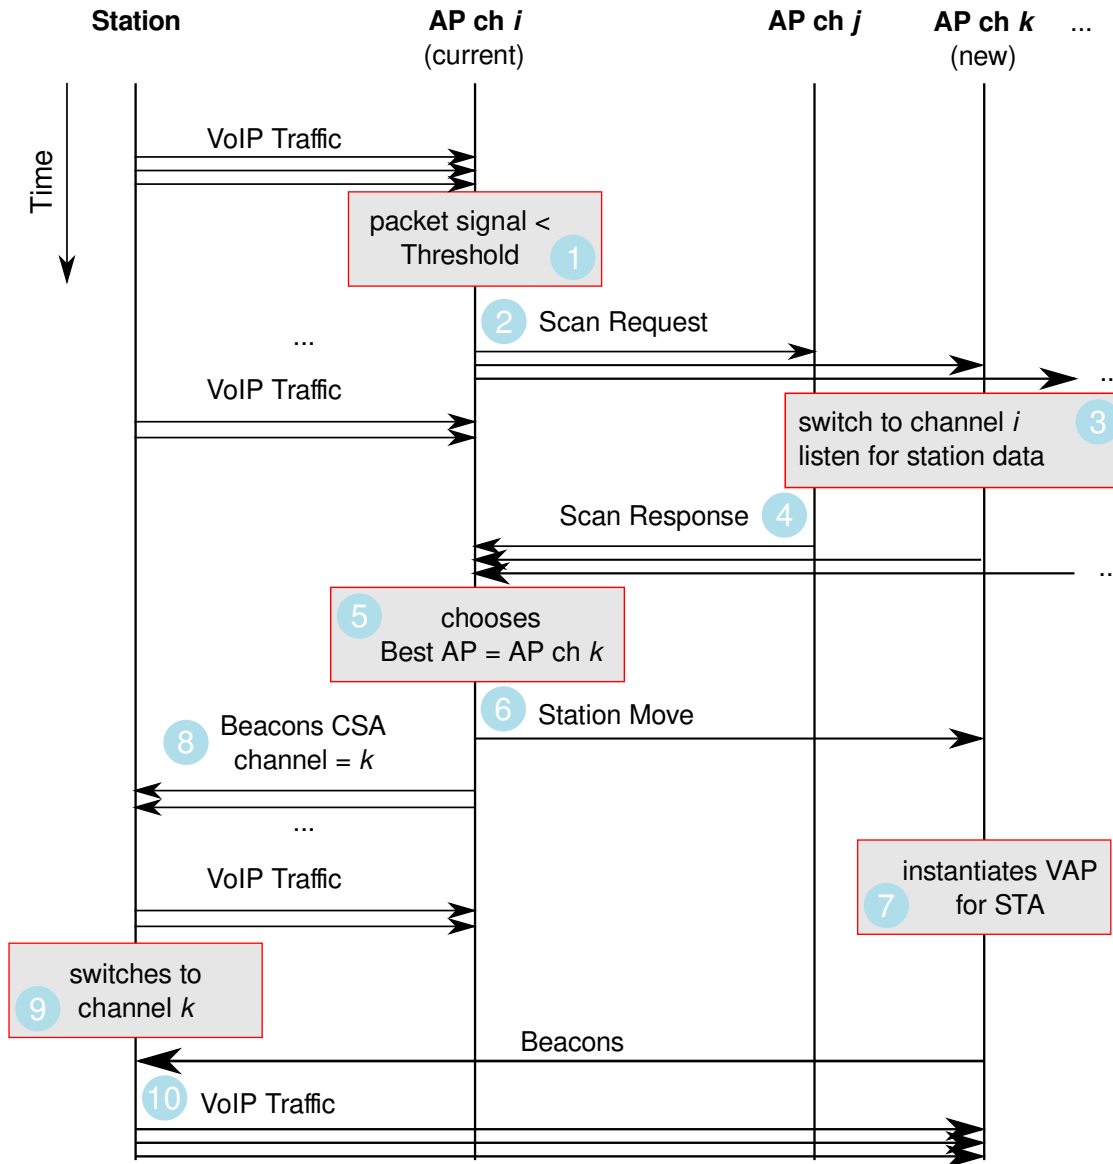 Station
AP ch i
(current)
AP ch j
AP ch k
(new)
...
Time
VoIP Traffic
packet signal <
Threshold
1
2
Scan Request
...
...
VoIP Traffic
switch to channel i
listen for station data
3
Scan Response
4
...
5
chooses
Best AP = AP ch k
6
Station Move
8
Beacons CSA
channel = k
...
VoIP Traffic
instantiates VAP
for STA
7
switches to
channel k
9
Beacons
10
VoIP Traffic